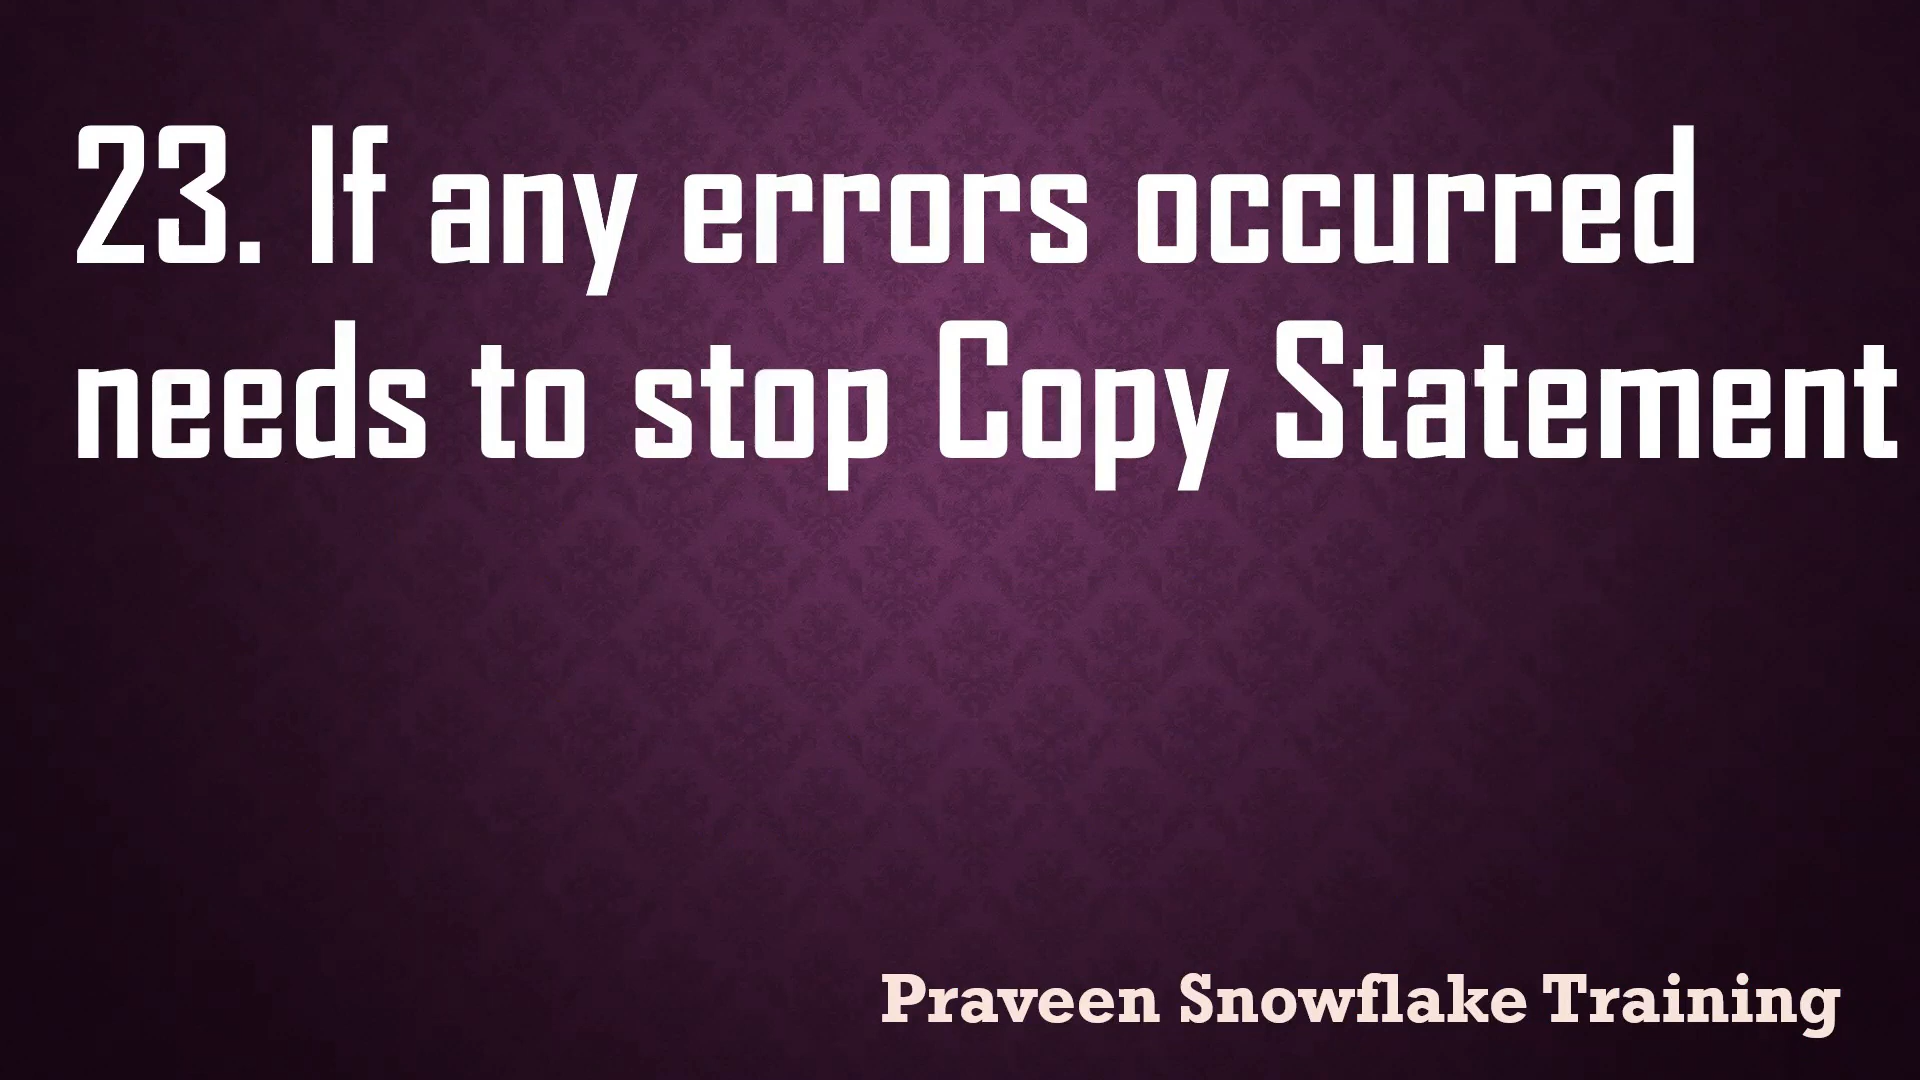 23. If any errors occurred
needs to stop Copy Statement
Praveen Snowflake Training